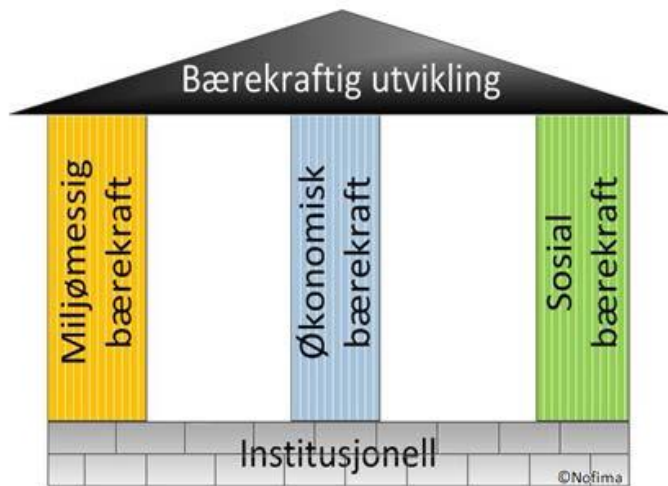 Bærekraftig utvikling
Miljømessig
bærekraft
Økonomisk
bærekraft
Sosial
bærekraft
Institusjonell
©Nofima